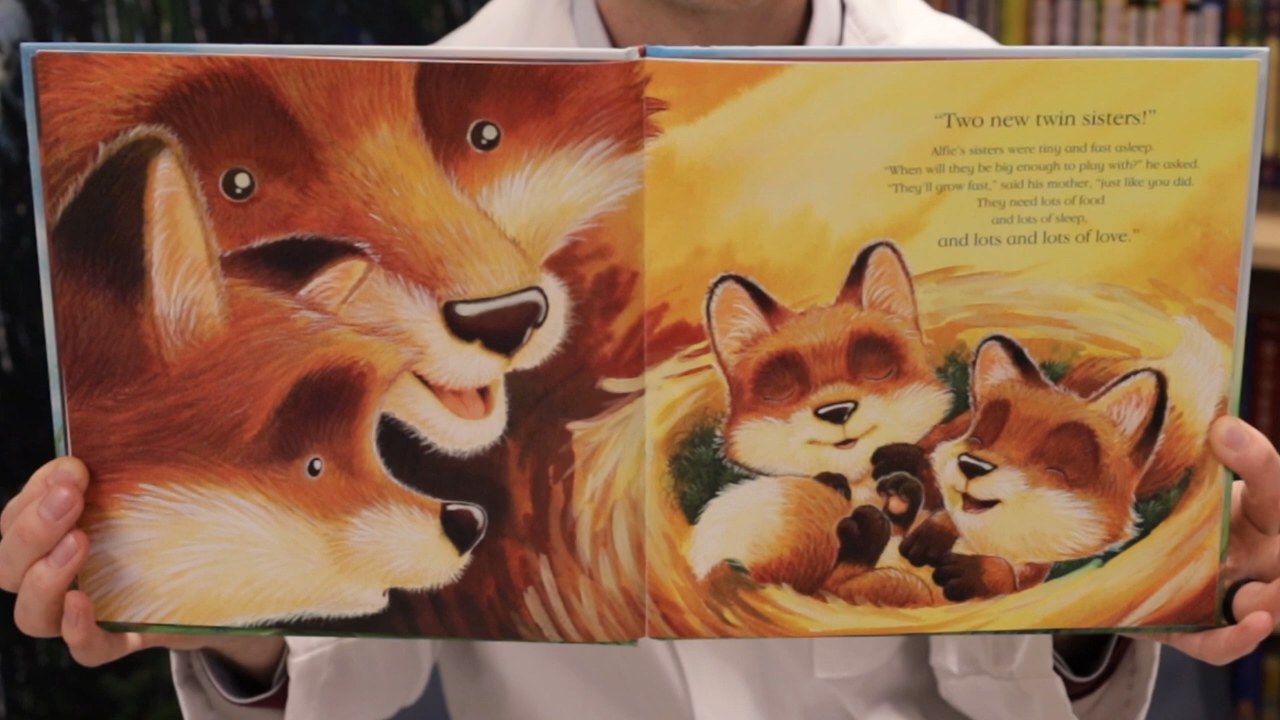 “Two new twin sisters!”
Alfie's sisters were tiny and fast asleep.
“When will they be big enough to play with?” he asked.
“They'll grow fast,” said his mother, “just like you did.
They need lots of food
and lots of sleep,
and lots and lots of love.”